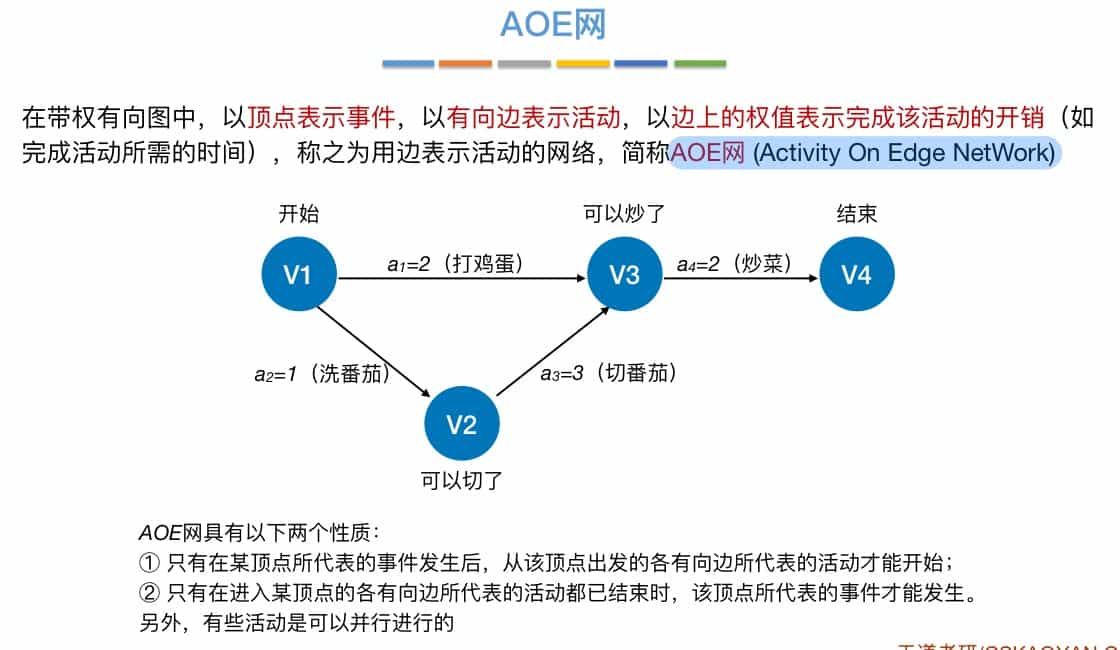 AOE网
在带权有向图中，以顶点表示事件，以有向边表示活动，以边上的权值表示完成该活动的开销（如
完成活动所需的时间），称之为用边表示活动的网络，简称AOE网 (Activity On Edge NetWork)
开始
可以炒了
结束
V1
a1=2（打鸡蛋）
V3
a4=2（炒菜）
V4
a2=1（洗番茄）
a3=3（切番茄）
V2
可以切了
AOE网具有以下两个性质：
① 只有在某顶点所代表的事件发生后，从该顶点出发的各有向边所代表的活动才能开始；
② 只有在进入某顶点的各有向边所代表的活动都已结束时，该顶点所代表的事件才能发生。
另外，有些活动是可以并行进行的